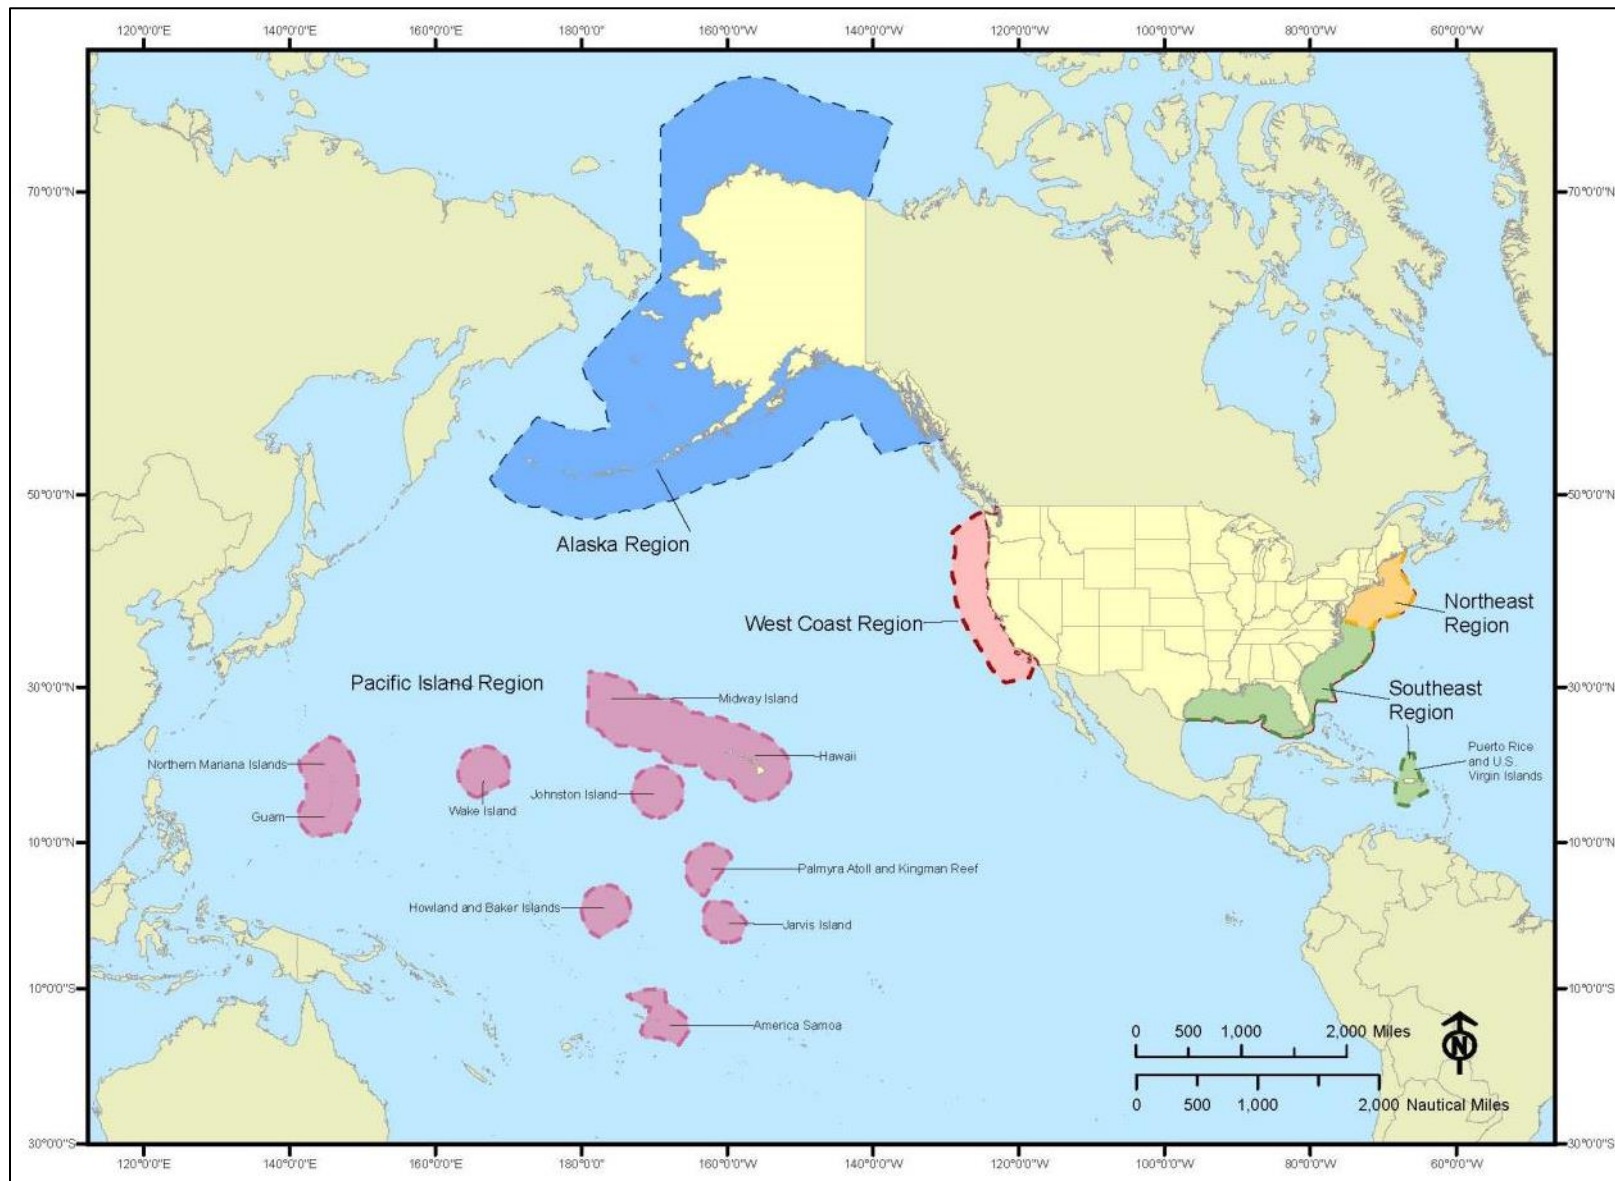 120°0'0"E 140°0'0"E 160°0'0"E 180°0'0" 160°0'0"W 140°0'0"W 120°0'0"W 100°0'0"W 80°0'0"W 60°0'0"W
70°0'0"N 70°0'0"N
50°0'0"N 50°0'0"N
Alaska Region
Northeast
Region
West Coast Region
Pacific Island Region
30°0'0"N 30°0'0"N
Southeast
Region
Midway Island
Puerto Rice
and U.S.
Virgin Islands
Hawaii
Northern Mariana Islands
Johnston Island
Wake Island
Guam
10°0'0"N 10°0'0"N
Palmyra Atoll and Kingman Reef
Howland and Baker Islands
Jarvis Island
10°0'0"S 10°0'0"S
America Samoa
0 500 1,000 2,000 Miles
N
0 500 1,000 2,000 Nautical Miles
30°0'0"S 30°0'0"S
120°0'0"E 140°0'0"E 160°0'0"E 180°0'0" 160°0'0"W 140°0'0"W 120°0'0"W 100°0'0"W 80°0'0"W 60°0'0"W